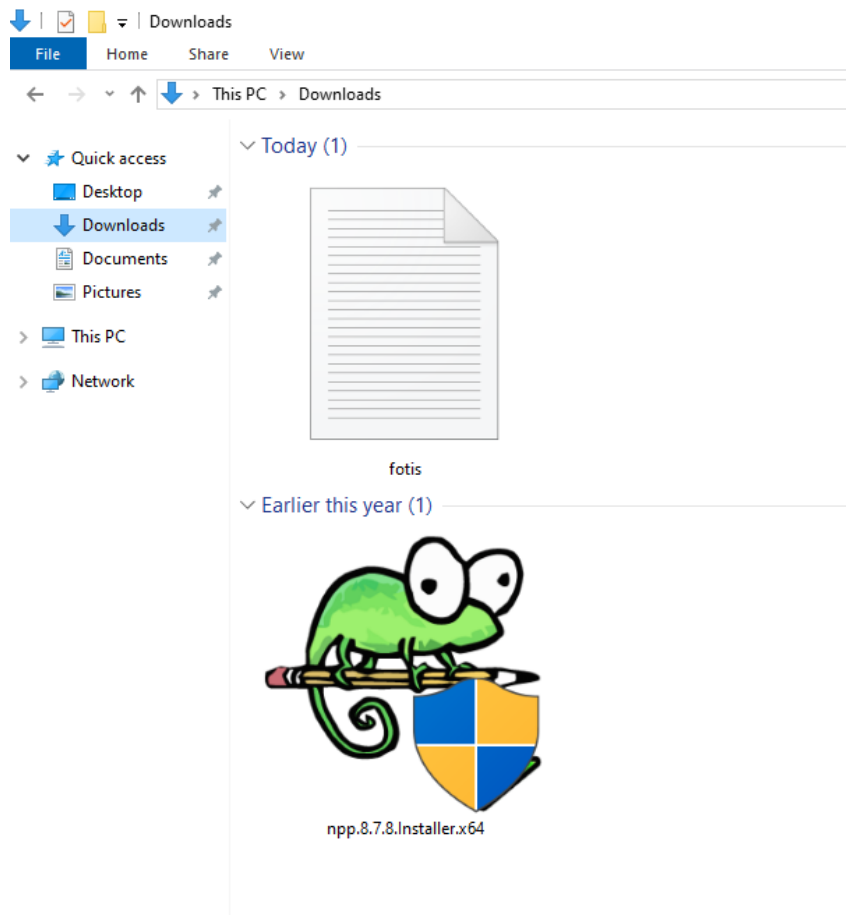 Downloads
File Home Share View
This PC > Downloads
Quick access
Desktop
Downloads
Documents
Pictures
This PC
Network
Today (1)
fotis
Earlier this year (1)
npp.8.7.8.Installer.x64